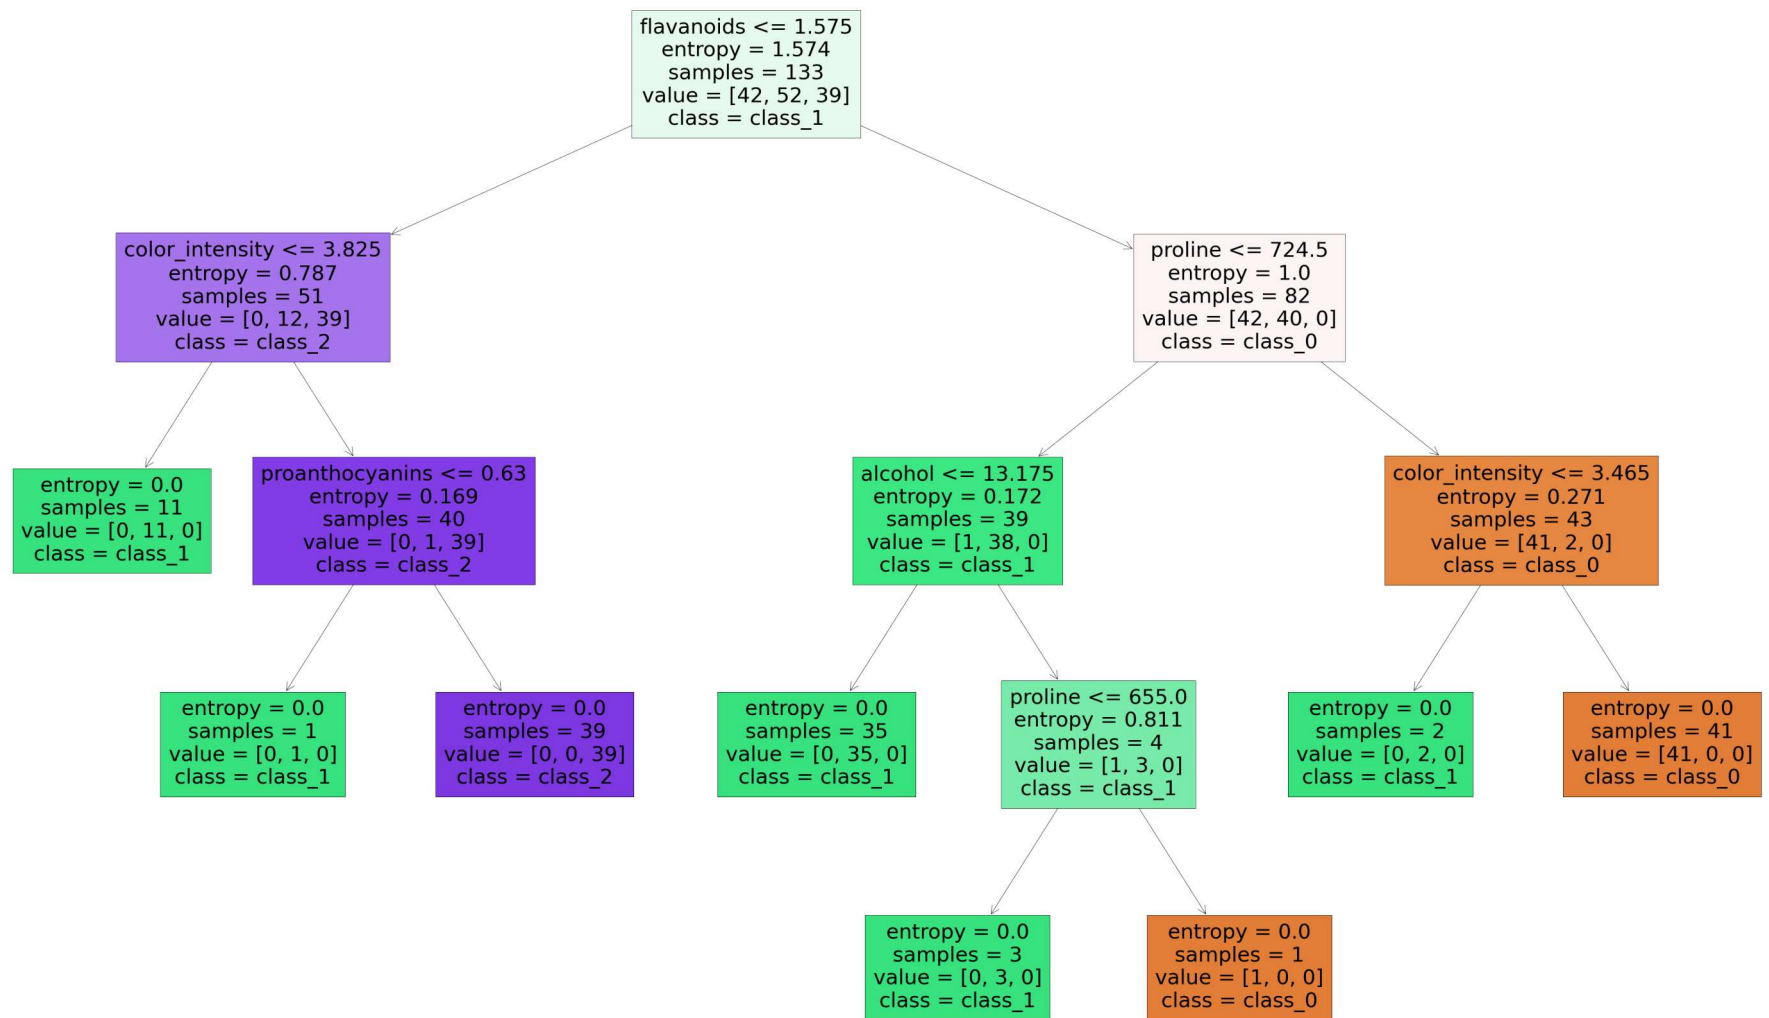 flavanoids <= 1.575
entropy = 1.574
samples = 133
value = [42, 52, 39]
class = class_1
color_intensity <= 3.825
entropy = 0.787
samples = 51
value = [0, 12, 39]
class = class_2
proline <= 724.5
entropy = 1.0
samples = 82
value = [42, 40, 0]
class = class_0
entropy = 0.0
samples = 11
value = [0, 11, 0]
class = class_1
proanthocyanins <= 0.63
entropy = 0.169
samples = 40
value = [0, 1, 39]
class = class_2
alcohol <= 13.175
entropy = 0.172
samples = 39
value = [1, 38, 0]
class = class_1
color_intensity <= 3.465
entropy = 0.271
samples = 43
value = [41, 2, 0]
class = class_0
entropy = 0.0
samples = 1
value = [0, 1, 0]
class = class_1
entropy = 0.0
samples = 39
value = [0, 0, 39]
class = class_2
entropy = 0.0
samples = 35
value = [0, 35, 0]
class = class_1
proline <= 655.0
entropy = 0.811
samples = 4
value = [1, 3, 0]
class = class_1
entropy = 0.0
samples = 2
value = [0, 2, 0]
class = class_1
entropy = 0.0
samples = 41
value = [41, 0, 0]
class = class_0
entropy = 0.0
samples = 3
value = [0, 3, 0]
class = class_1
entropy = 0.0
samples = 1
value = [1, 0, 0]
class = class_0